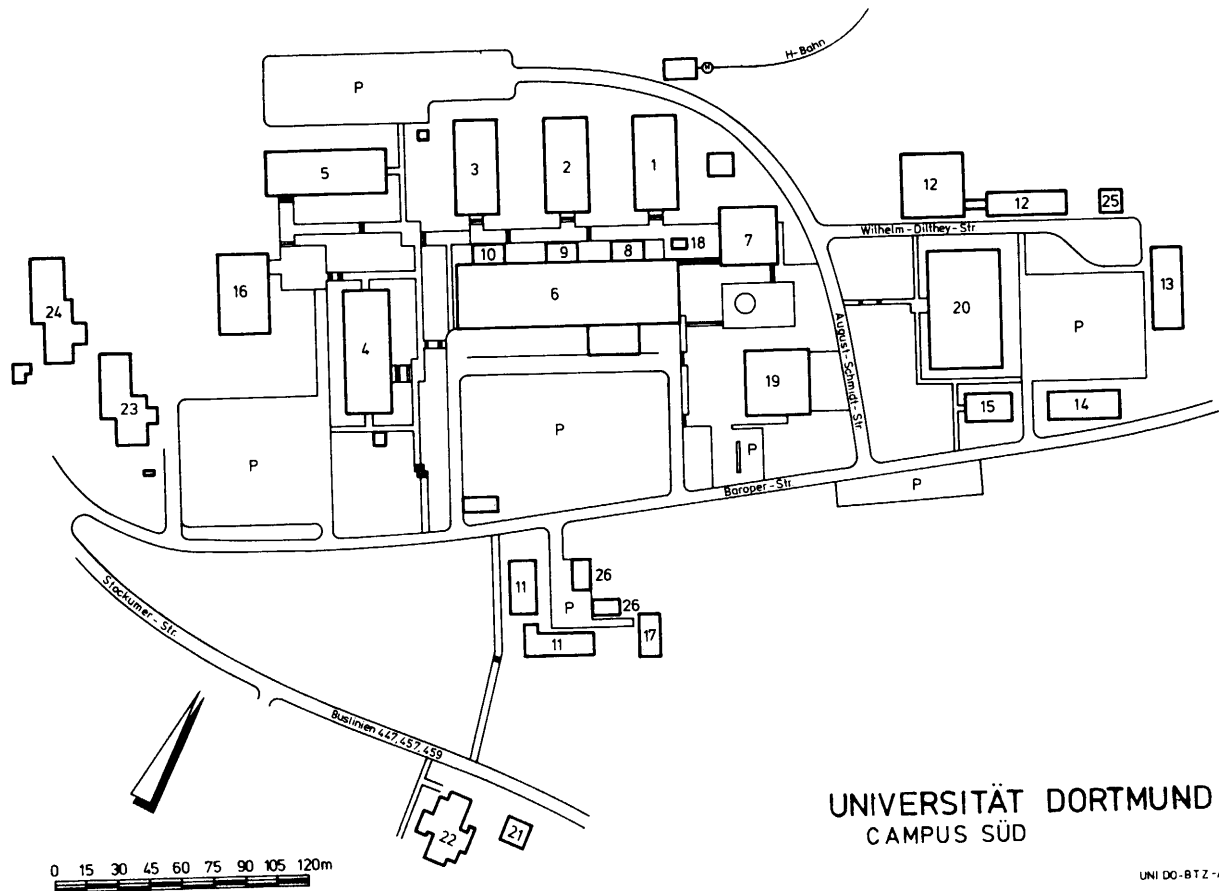 H-Bahn
P
3
2
1
5
12
12
25
Wilhelm-Dilthey-Str
10
9
8
18
7
16
6
24
4
20
13
P
August-Schmidt-Str.
19
23
15
14
P
P
P
Baroper-Str.
P
11
26
P
26
17
11
Stockumer-Str.
Buslinien 447,457,459
22
21
UNIVERSITÄT DORTMUND
CAMPUS SÜD
0 15 30 45 60 75 90 105 120m
UNI DO-BTZ-